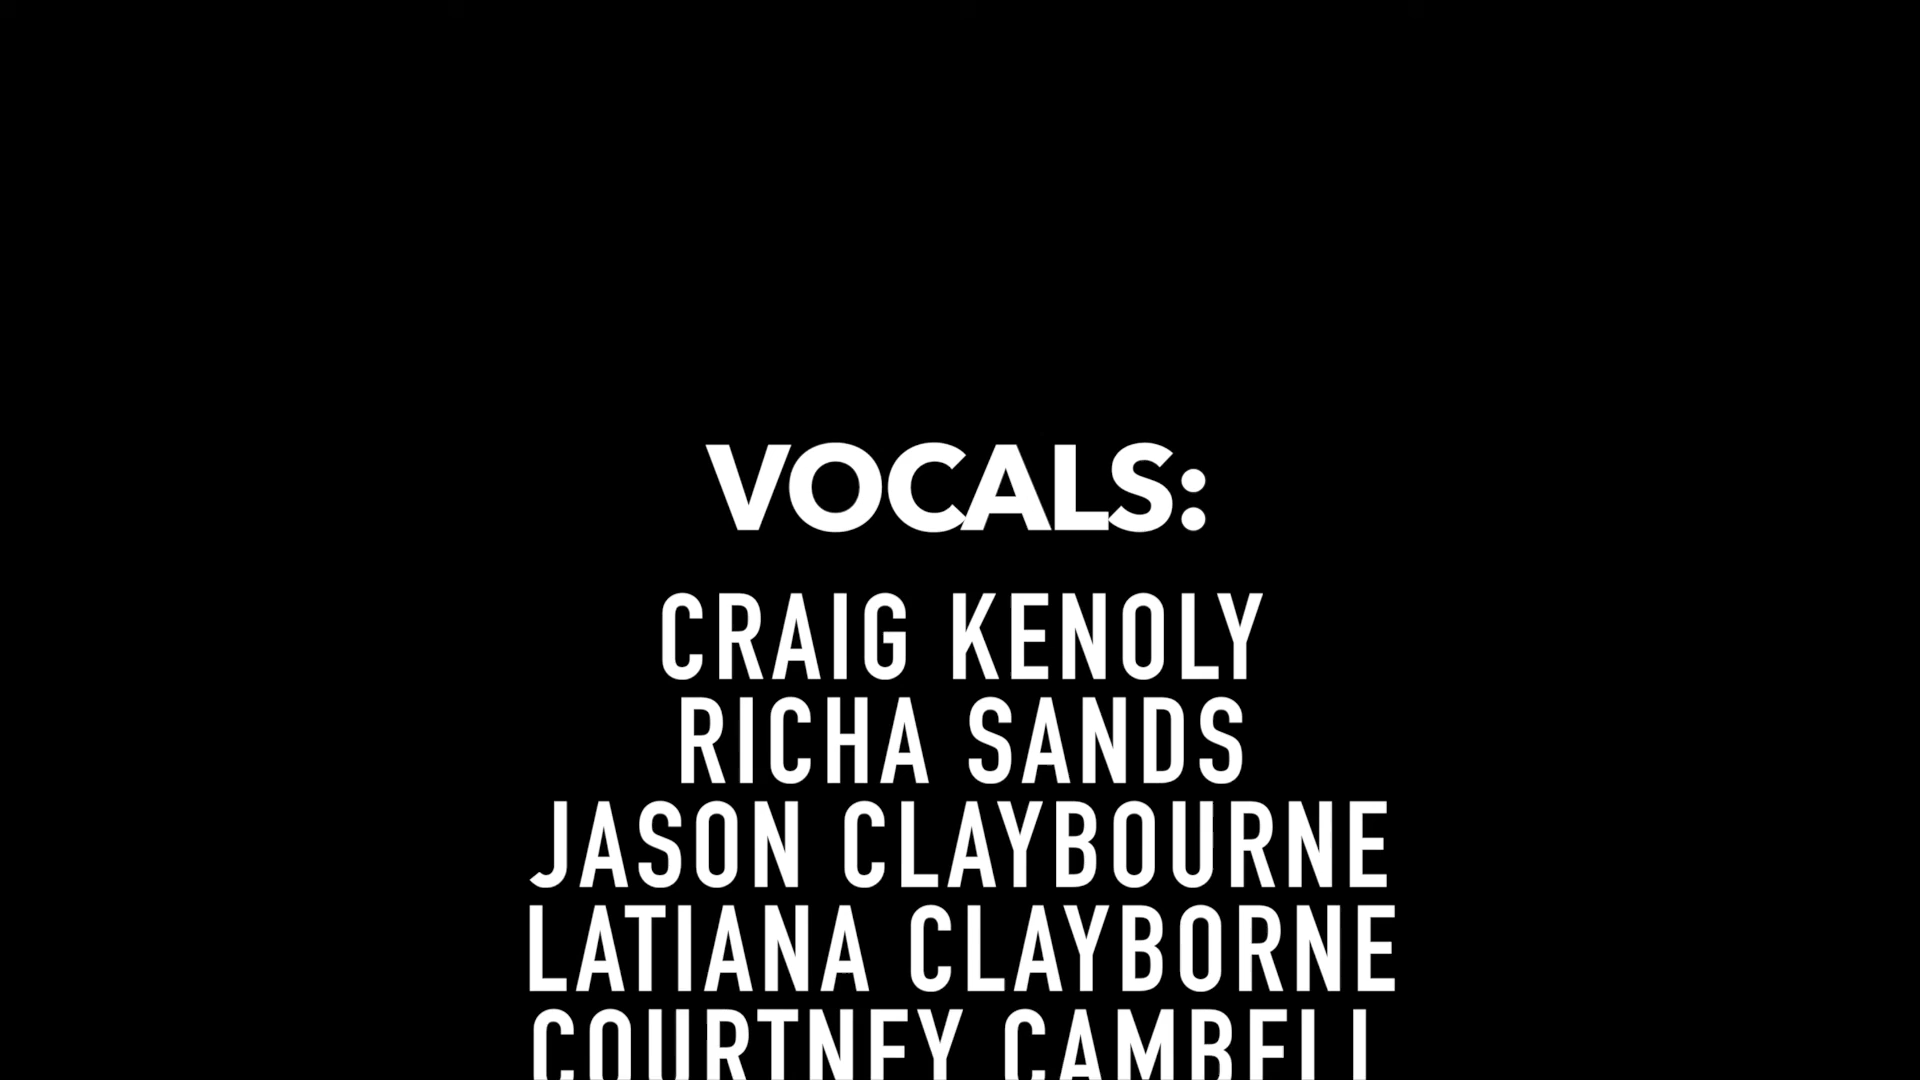 VOCALS:
CRAIG KENOLY
RICHA SANDS
JASON CLAYBOURNE
LATIANA CLAYBORNE
COURTNEY CAMBELL